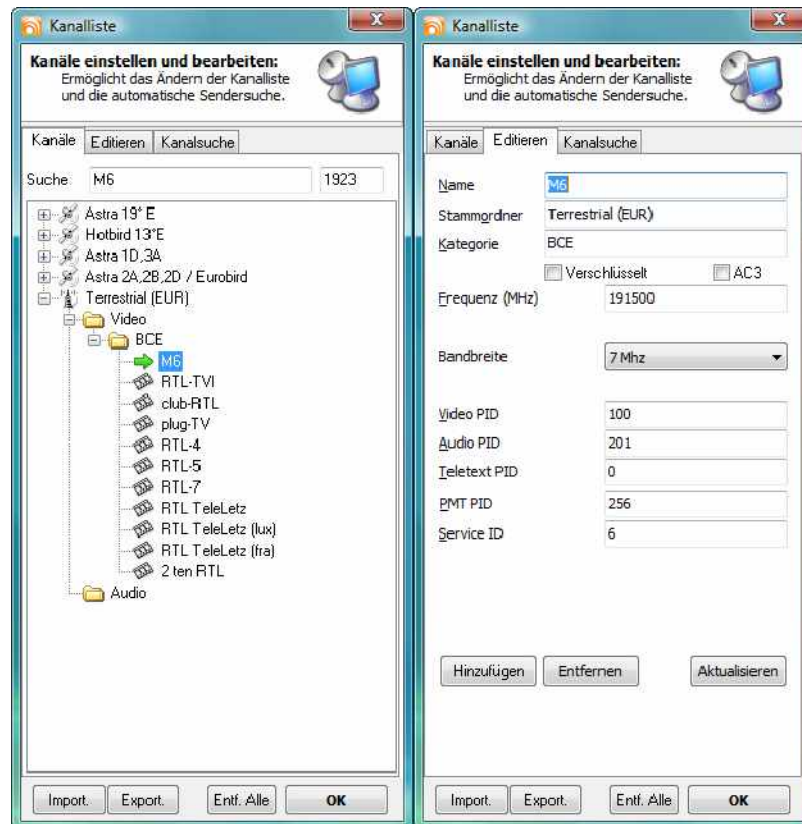 Kanalliste
Kanäle einstellen und bearbeiten:
Ermöglicht das Ändern der Kanalliste
und die automatische Sendersuche.
Kanäle Editieren Kanalsuche
Suche: M6 1923
Astra 19° E
Hotbird 13°E
Astra 1D,3A
Astra 2A,2B,2D / Eurobird
Terrestrial (EUR)
Video
BCE
M6
RTL-TVI
club-RTL
plug-TV
RTL-4
RTL-5
RTL-7
RTL TeleLetz
RTL TeleLetz (lux)
RTL TeleLetz (fra)
2 ten RTL
Audio
Import. Export. Entf. Alle OK
Kanalliste
Kanäle einstellen und bearbeiten:
Ermöglicht das Ändern der Kanalliste
und die automatische Sendersuche.
Kanäle Editieren Kanalsuche
Name M6
Stammordner Terrestrial (EUR)
Kategorie BCE
Verschlüsselt AC3
Frequenz (MHz) 191500
Bandbreite 7 Mhz
Video PID 100
Audio PID 201
Teletext PID 0
PMT PID 256
Service ID 6
Hinzufügen Entfernen Aktualisieren
Import. Export. Entf. Alle OK